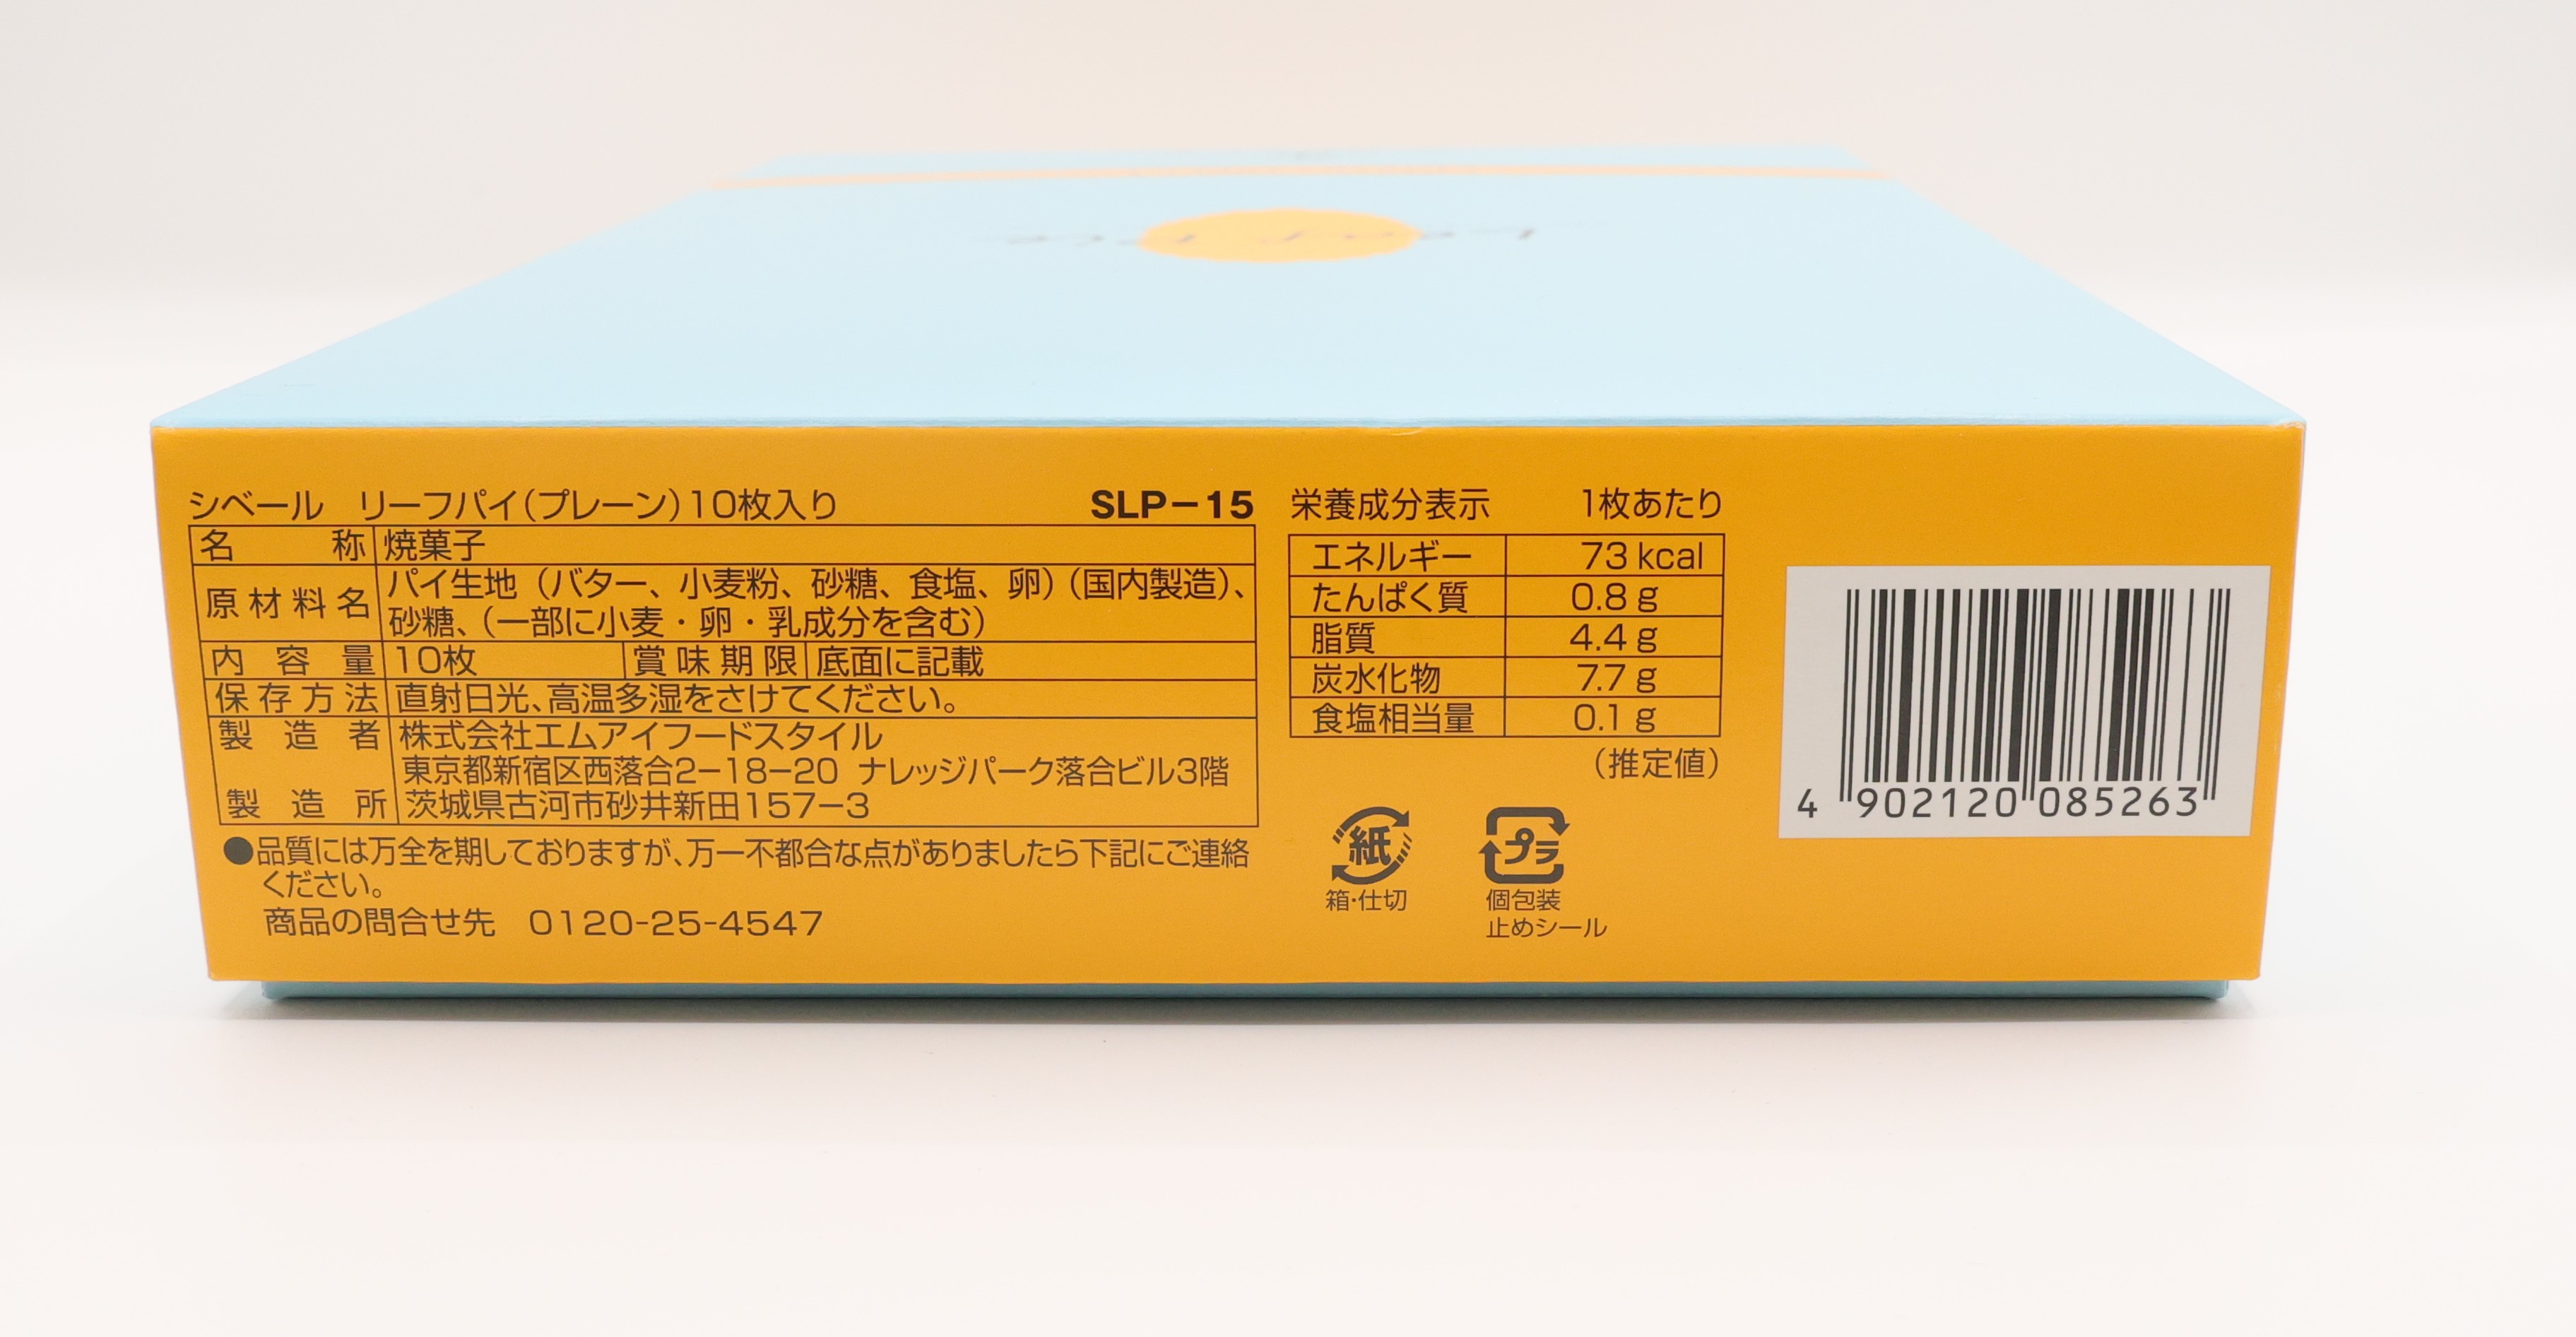 シベール リーフパイ(プレーン)10枚入り SLP-15
名称 焼菓子
原材料名 パイ生地(バター、小麦粉、砂糖、食塩、卵)(国内製造)、
砂糖、(一部に小麦・卵・乳成分を含む)
内容量 10枚 賞味期限 底面に記載
保存方法 直射日光、高温多湿をさけてください。
製造者 株式会社エムアイフードスタイル
東京都新宿区西落合2-18-20 ナレッジパーク落合ビル3階
製造所 茨城県古河市砂井新田157-3
●品質には万全を期しておりますが、万一不都合な点がありましたら下記にご連絡
ください。
商品の問合せ先 0120-25-4547
栄養成分表示 1枚あたり
エネルギー 73 kcal
たんぱく質 0.8 g
脂質 4.4 g
炭水化物 7.7 g
食塩相当量 0.1 g
(推定値)
紙
箱・仕切
プラ
個包装
止めシール
4 902120 085263